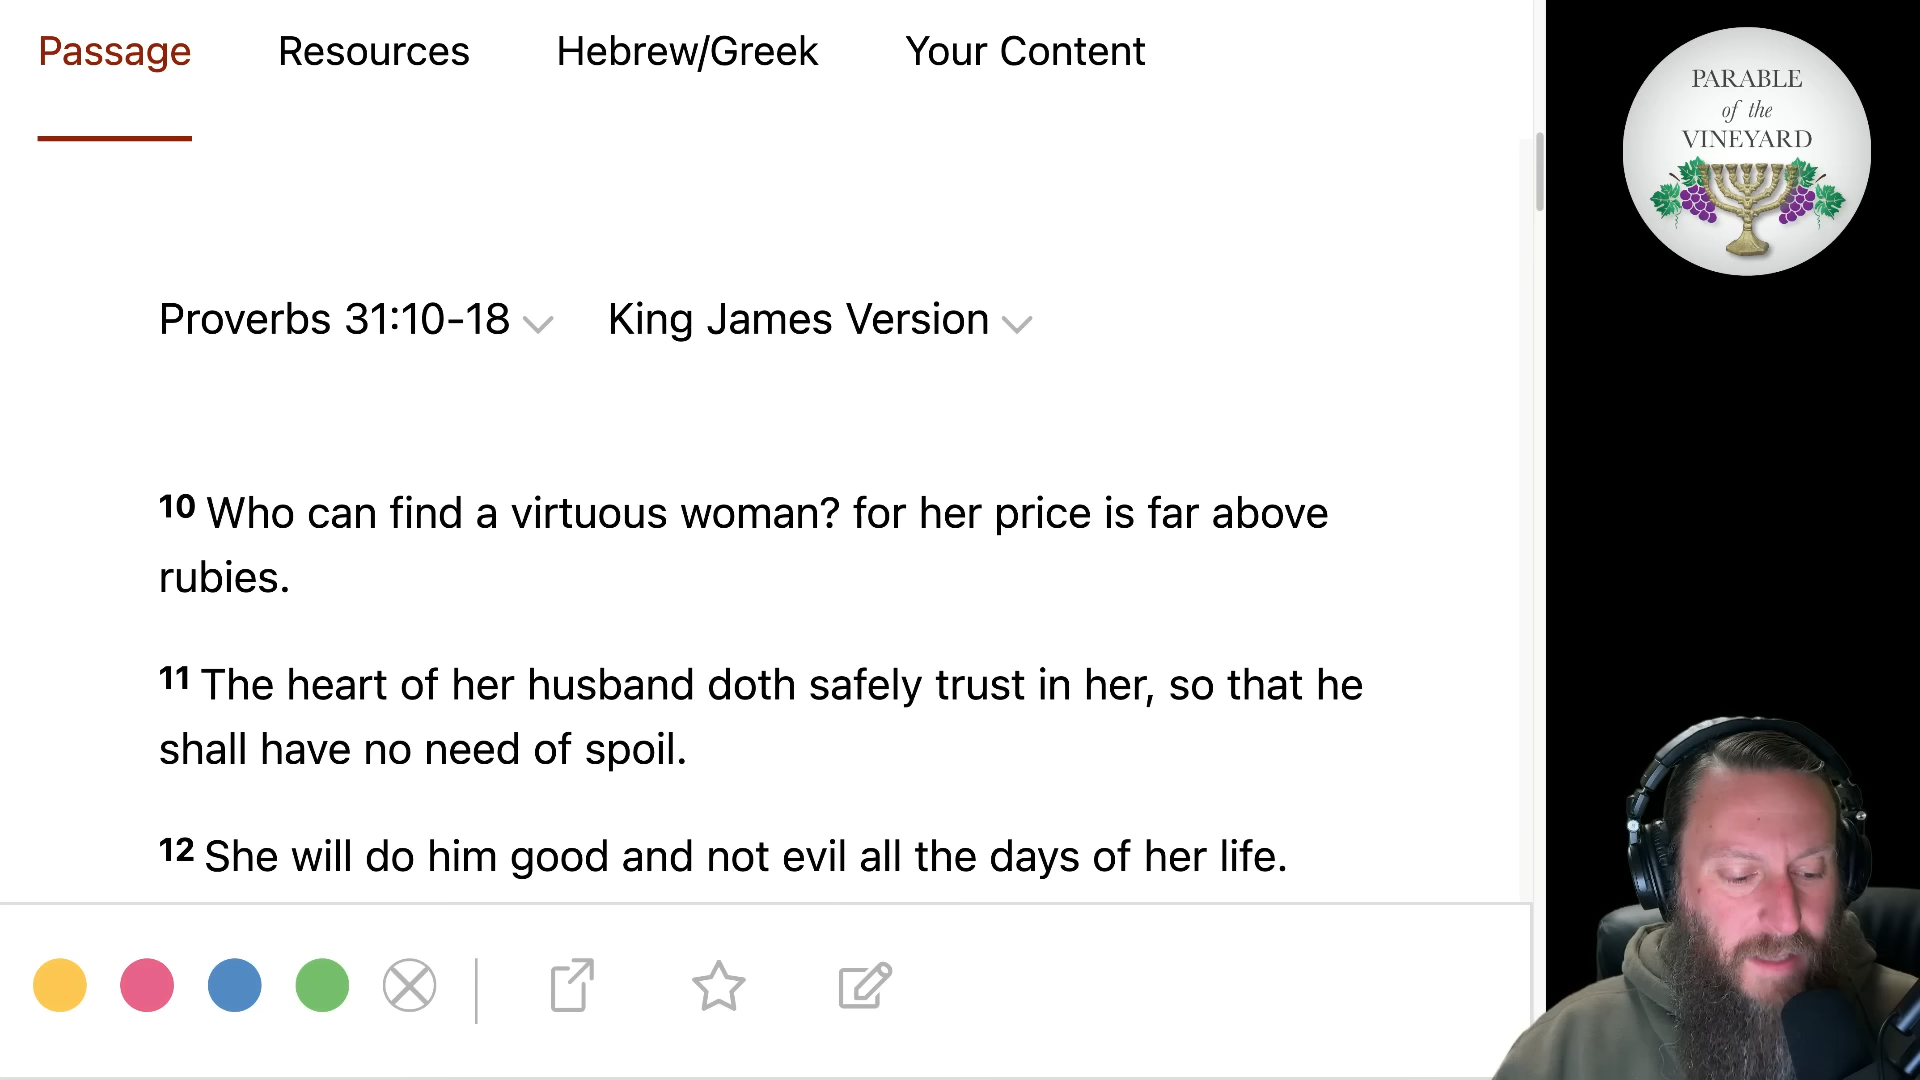 Passage Resources Hebrew/Greek Your Content
PARABLE
of the
VINEYARD
Proverbs 31:10-18 King James Version
10 Who can find a virtuous woman? for her price is far above
rubies.
11 The heart of her husband doth safely trust in her, so that he
shall have no need of spoil.
12 She will do him good and not evil all the days of her life.